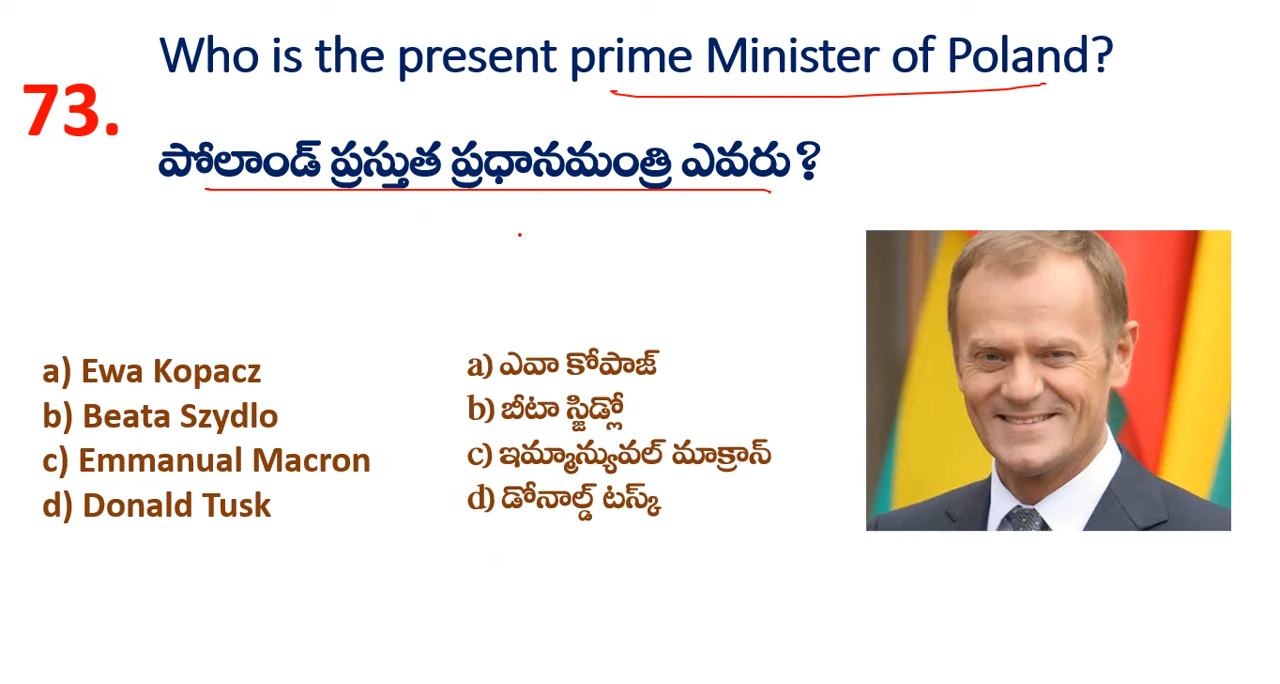 Who is the present prime Minister of Poland?
73.
పోలాండ్ ప్రస్తుత ప్రధానమంత్రి ఎవరు?
a) Ewa Kopacz
b) Beata Szydlo
c) Emmanual Macron
d) Donald Tusk
a) ఎవా కోపాజ్
b) బీటా స్జిడ్లో
c) ఇమ్మాన్యువల్ మాక్రాన్
d) డోనాల్డ్ టస్క్